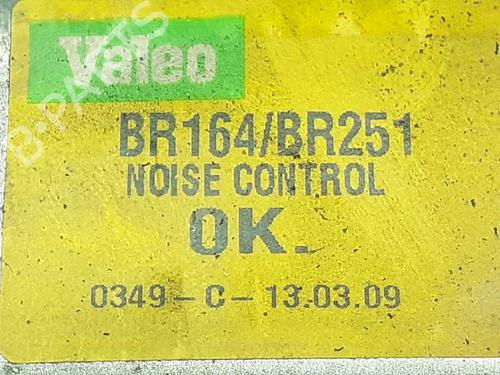 Valeo
BR164/BR251
NOISE CONTROL
OK.
0349-C-13.03.09
B-PARTS